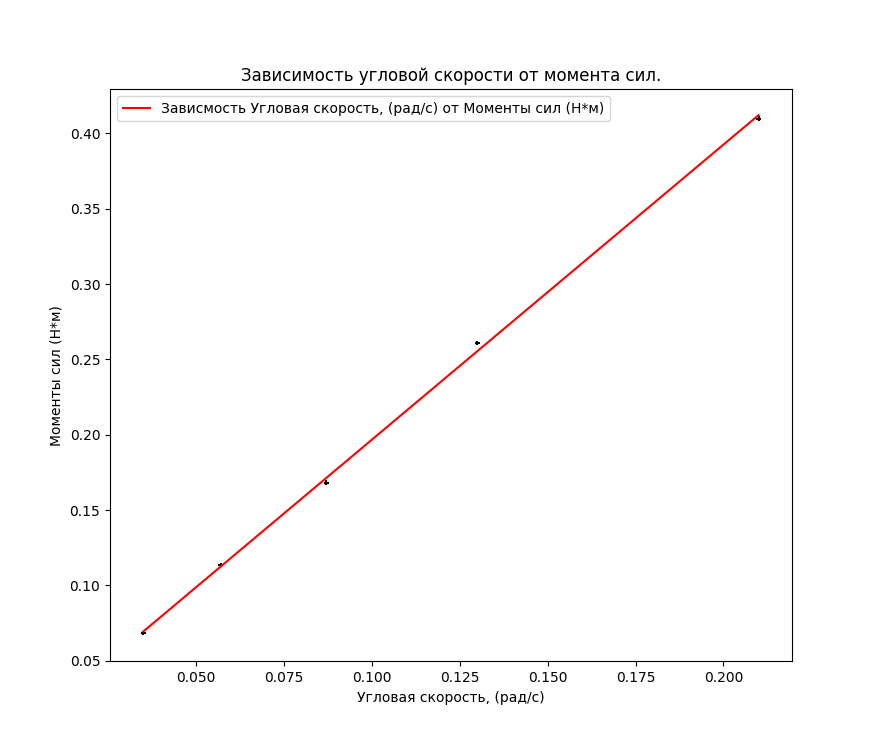 Зависимость угловой скорости от момента сил.
Зависмость Угловая скорость, (рад/с) от Моменты сил (Н*м)
0.40
0.35
0.30
0.25
0.20
0.15
0.10
0.05
Моменты сил (Н*м)
0.050 0.075 0.100 0.125 0.150 0.175 0.200
Угловая скорость, (рад/с)